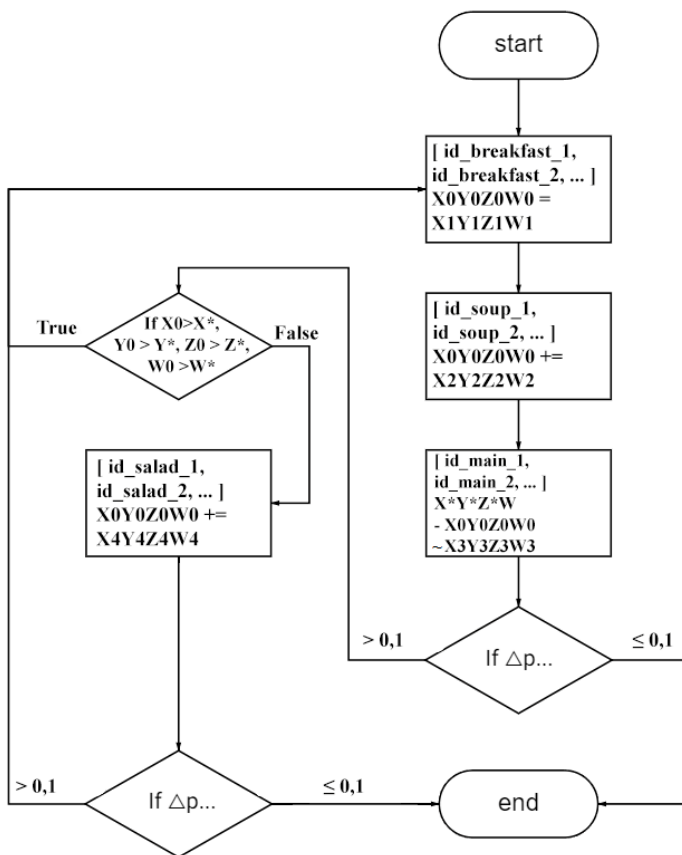 start
[ id_breakfast_1,
id_breakfast_2, ... ]
X0Y0Z0W0 =
X1Y1Z1W1
[ id_soup_1,
id_soup_2, ... ]
X0Y0Z0W0 +=
X2Y2Z2W2
[ id_main_1,
id_main_2, ... ]
X*Y*Z*W
- X0Y0Z0W0
~X3Y3Z3W3
If △p...
> 0,1
≤ 0,1
If X0>X*,
Y0 > Y*, Z0 > Z*,
W0 >W*
True
False
[ id_salad_1,
id_salad_2, ... ]
X0Y0Z0W0 +=
X4Y4Z4W4
If △p...
> 0,1
≤ 0,1
end